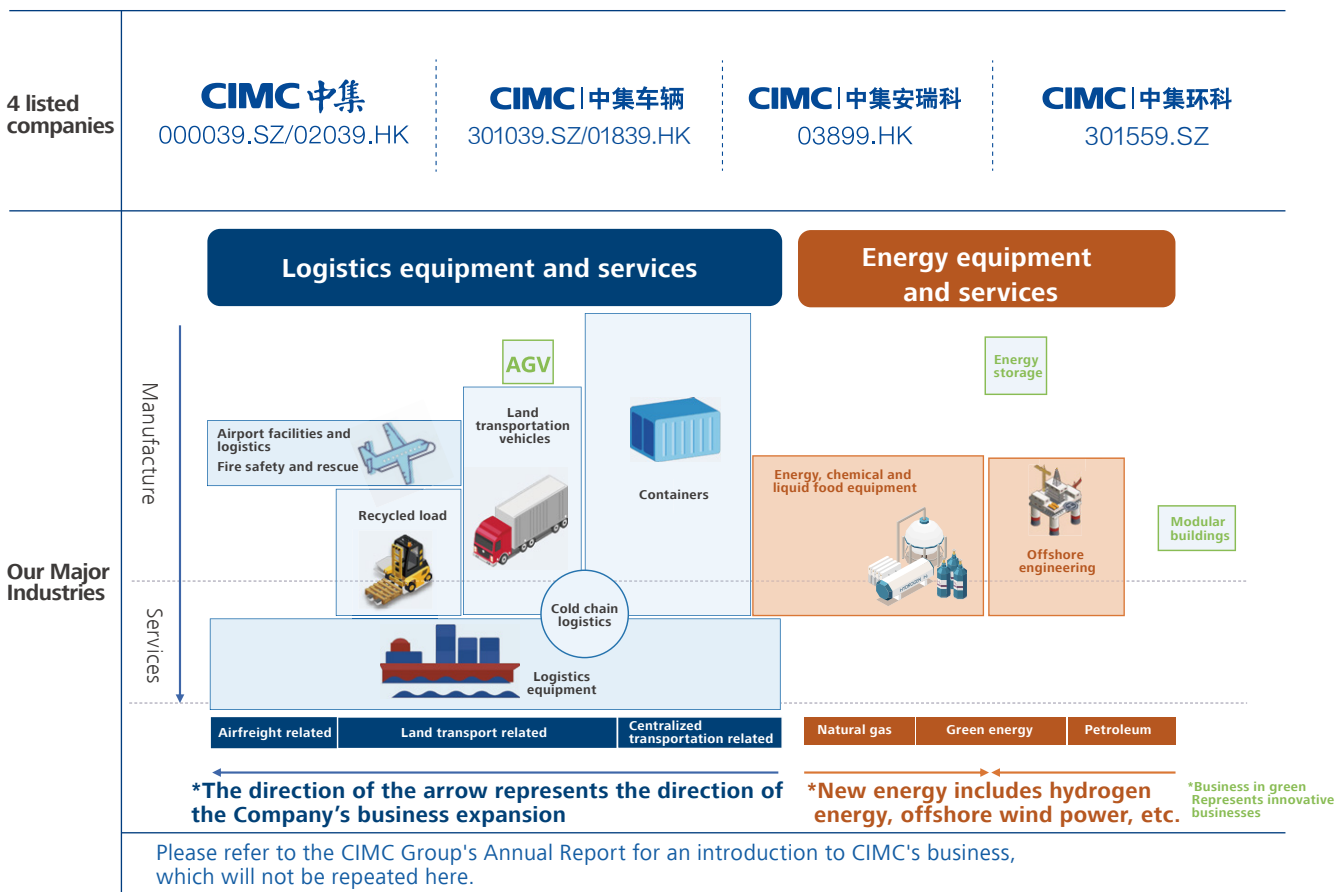 4 listed
companies
CIMC 中集
000039.SZ/02039.HK
CIMC 中集车辆
301039.SZ/01839.HK
CIMC 中集安瑞科
03899.HK
CIMC 中集环科
301559.SZ
Our Major
Industries
Logistics equipment and services
Energy equipment
and services
Manufacture
Services
AGV
Energy
storage
Airport facilities and
logistics
Fire safety and rescue
Land
transportation
vehicles
Containers
Recycled load
Energy, chemical and
liquid food equipment
Offshore
engineering
Modular
buildings
Cold chain
logistics
Logistics
equipment
Airfreight related
Land transport related
Centralized
transportation related
Natural gas
Green energy
Petroleum
*The direction of the arrow represents the direction of
the Company’s business expansion
*New energy includes hydrogen
energy, offshore wind power, etc.
*Business in green
Represents innovative
businesses
Please refer to the CIMC Group's Annual Report for an introduction to CIMC's business,
which will not be repeated here.